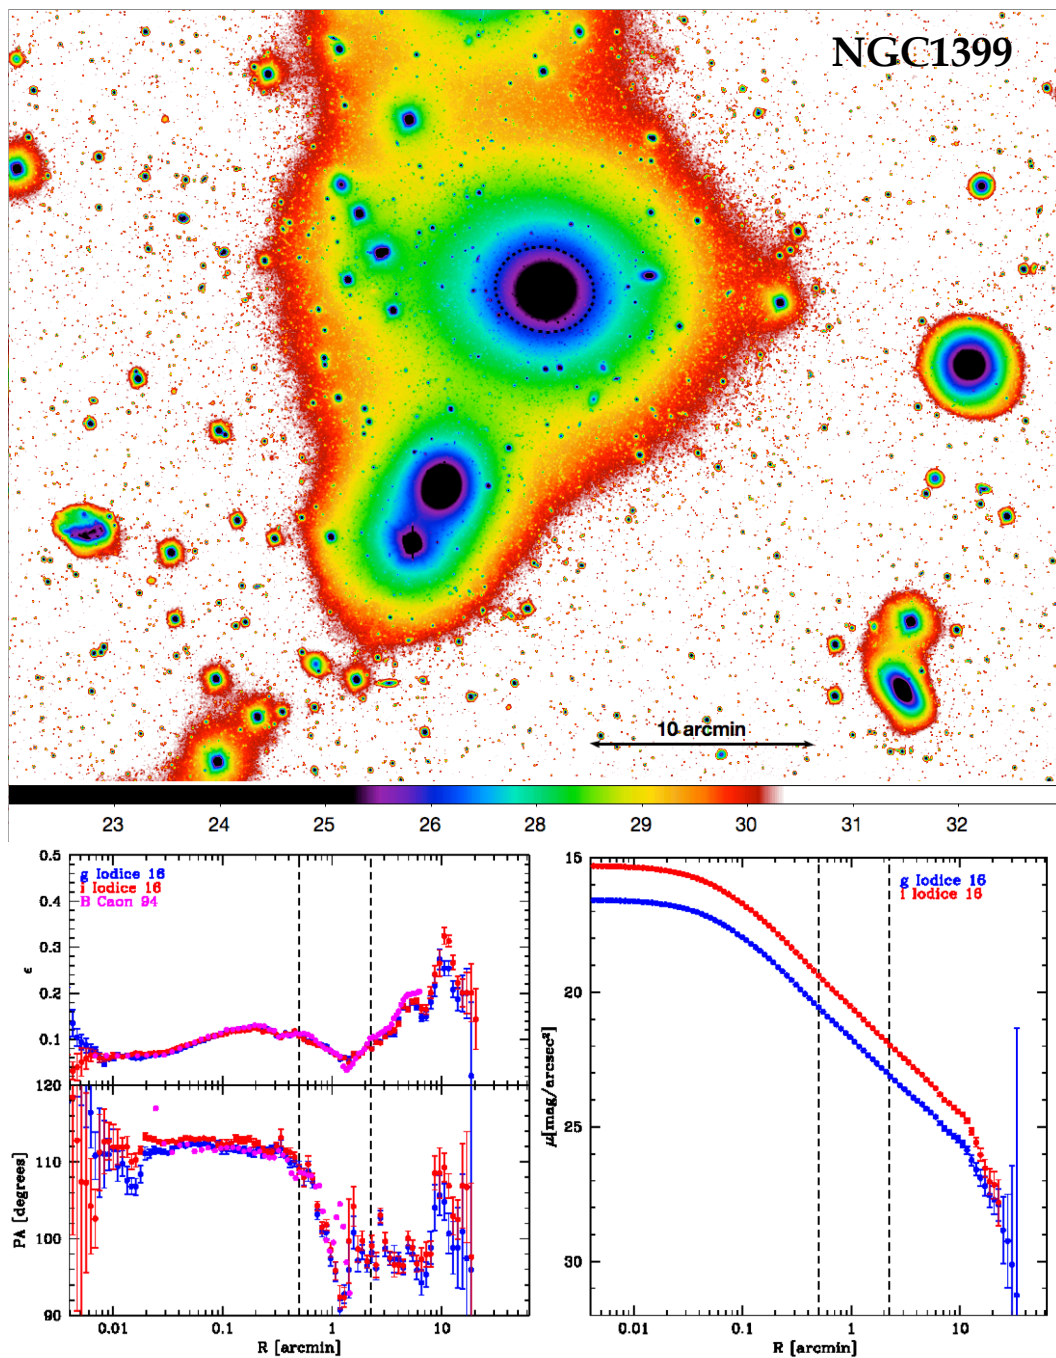 NGC1399
10 arcmin
23 24 25 26 27 28 29 30 31 32
g Iodice 16
i Iodice 16
B Caon 94
0.5
0.4
0.3
0.2
0.1
ε
120
110
100
90
PA [degrees]
0.01 0.1 1 10
R [arcmin]
g Iodice 16
i Iodice 16
15
20
25
30
μ[mag/arcsec²]
0.01 0.1 1 10
R [arcmin]